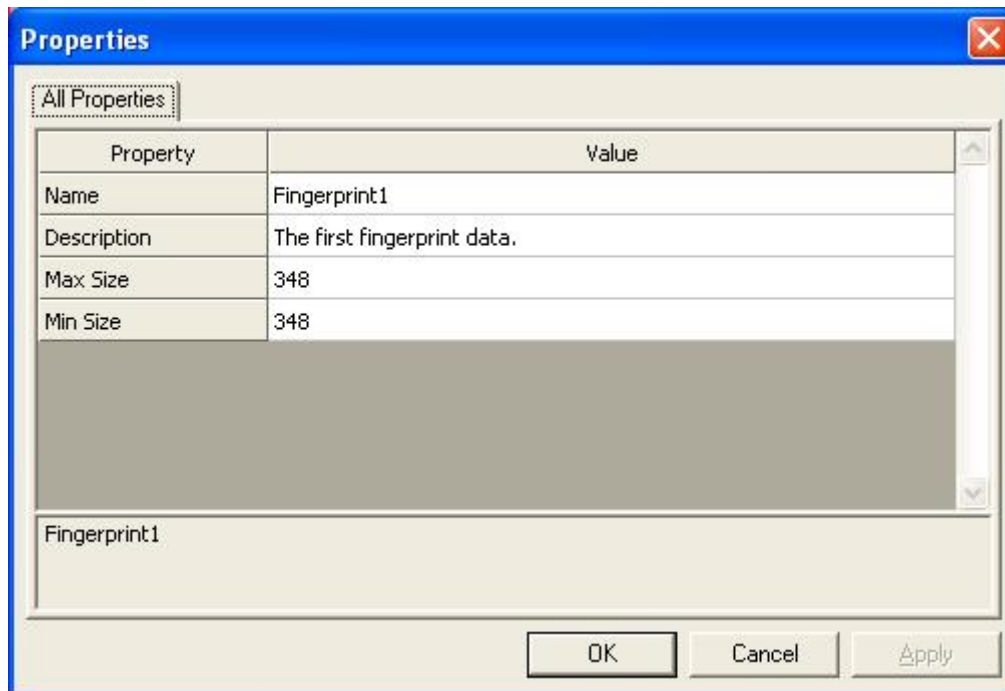 Properties
All Properties
Property Value
Name Fingerprint1
Description The first fingerprint data.
Max Size 348
Min Size 348
Fingerprint1
OK Cancel Apply